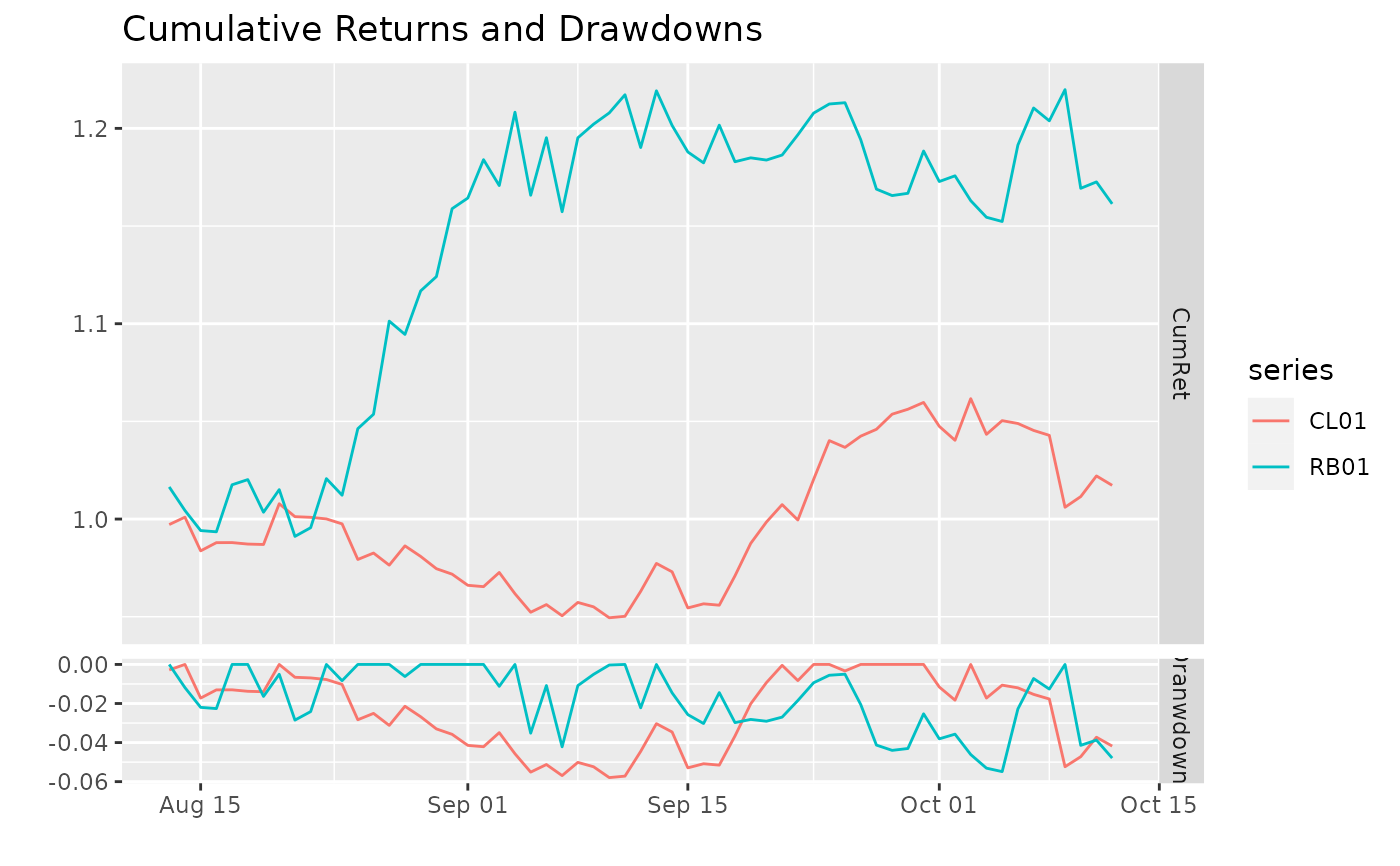 Cumulative Returns and Drawdowns
1.2
1.1
1.0
CumRet
0.00
-0.02
-0.04
-0.06
Aug 15
Sep 01
Sep 15
Oct 01
Oct 15
series
CL01
RB01